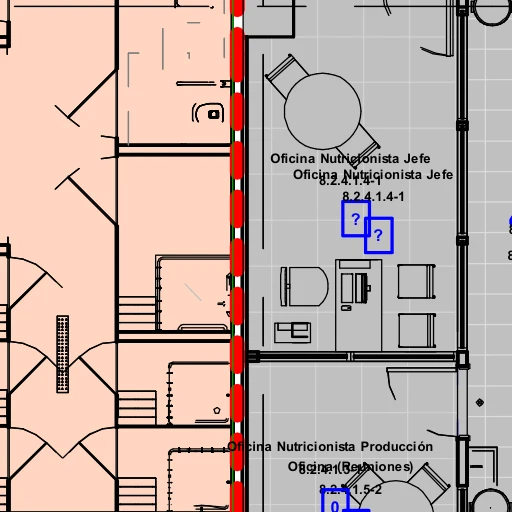 Oficina Nutricionista Jefe
Oficina Nutricionista Jefe
8.2.4.1.4-1
8.2.4.1.4-1
?
?
Oficina Nutricionista Producción
Oficina (Reuniones)
0